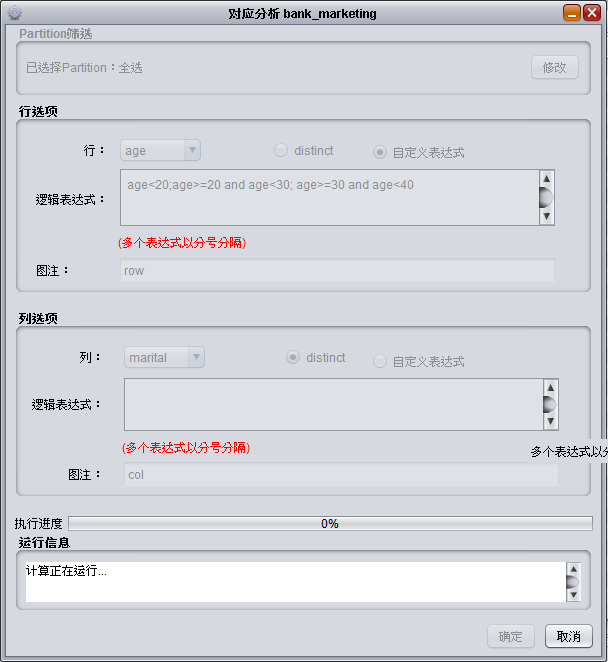 对应分析 bank_marketing
Partition筛选
已选择Partition：全选
修改
行选项
行：
age
distinct
自定义表达式
逻辑表达式：
age<20;age>=20 and age<30; age>=30 and age<40
(多个表达式以分号分隔)
图注：
row
列选项
列：
marital
distinct
自定义表达式
逻辑表达式：
(多个表达式以分号分隔)
多个表达式以分
图注：
col
执行进度
0%
运行信息
计算正在运行...
确定
取消